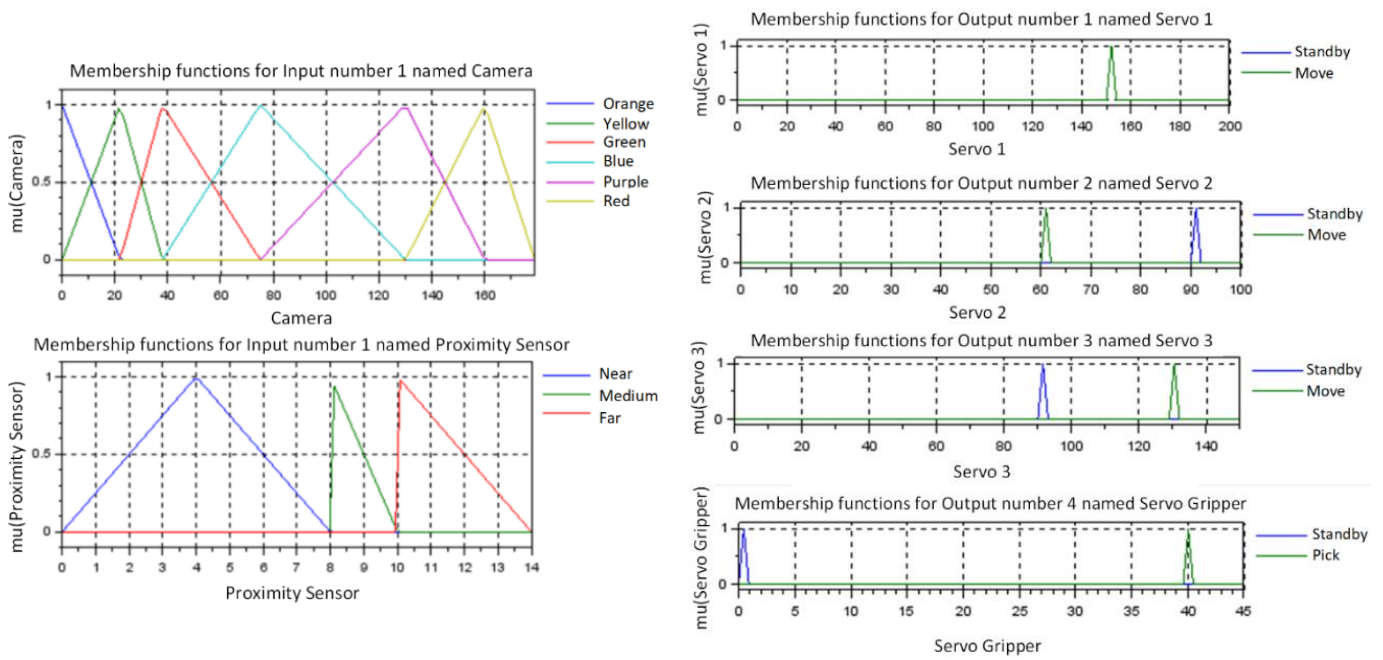 Membership functions for Input number 1 named Camera
mu(Camera)
1
0.5
0
0 20 40 60 80 100 120 140 160
Camera
Orange
Yellow
Green
Blue
Purple
Red
Membership functions for Input number 1 named Proximity Sensor
mu(Proximity Sensor)
1
0.5
0
0 1 2 3 4 5 6 7 8 9 10 11 12 13 14
Proximity Sensor
Near
Medium
Far
Membership functions for Output number 1 named Servo 1
mu(Servo 1)
1
0
0 20 40 60 80 100 120 140 160 180 200
Servo 1
Standby
Move
Membership functions for Output number 2 named Servo 2
mu(Servo 2)
1
0
0 10 20 30 40 50 60 70 80 90 100
Servo 2
Standby
Move
Membership functions for Output number 3 named Servo 3
mu(Servo 3)
1
0
0 20 40 60 80 100 120 140
Servo 3
Standby
Move
Membership functions for Output number 4 named Servo Gripper
mu(Servo Gripper)
1
0
0 5 10 15 20 25 30 35 40 45
Servo Gripper
Standby
Pick